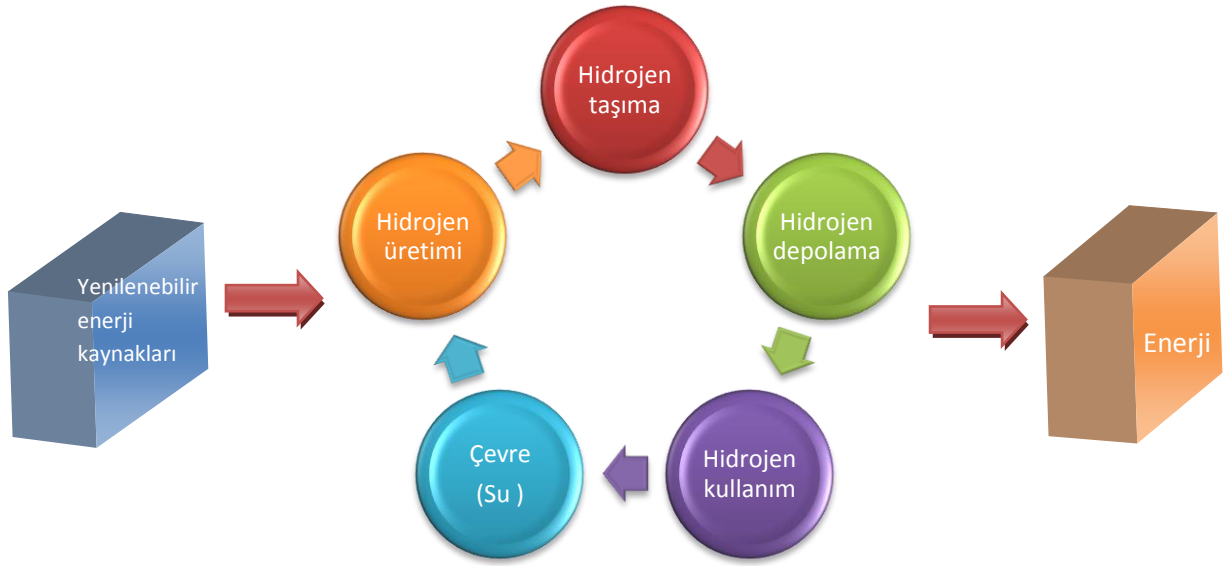 Hidrojen
taşıma
Hidrojen
üretimi
Hidrojen
depolama
Yenilenebilir
enerji
kaynakları
Enerji
Çevre
(Su )
Hidrojen
kullanım